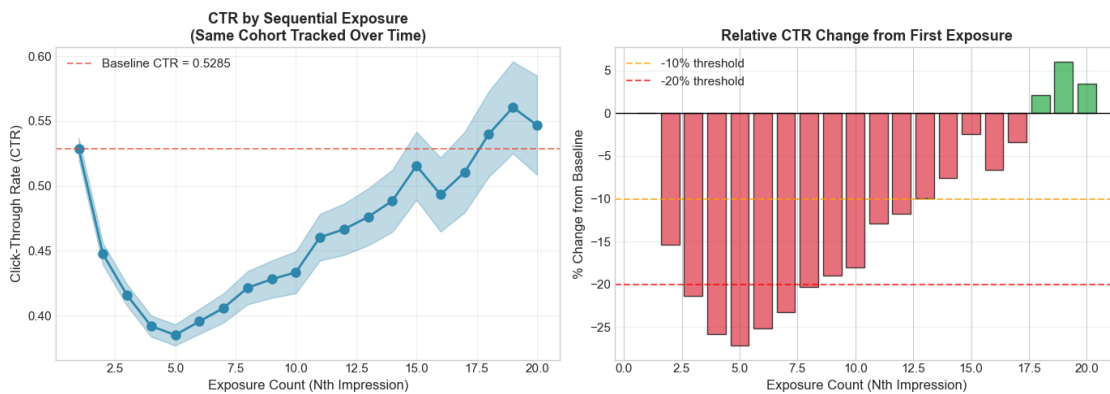 CTR by Sequential Exposure
(Same Cohort Tracked Over Time)
Baseline CTR = 0.5285
Click-Through Rate (CTR)
0.60
0.55
0.50
0.45
0.40
2.5 5.0 7.5 10.0 12.5 15.0 17.5 20.0
Exposure Count (Nth Impression)
Relative CTR Change from First Exposure
-10% threshold
-20% threshold
% Change from Baseline
5
0
−5
−10
−15
−20
−25
0.0 2.5 5.0 7.5 10.0 12.5 15.0 17.5 20.0
Exposure Count (Nth Impression)